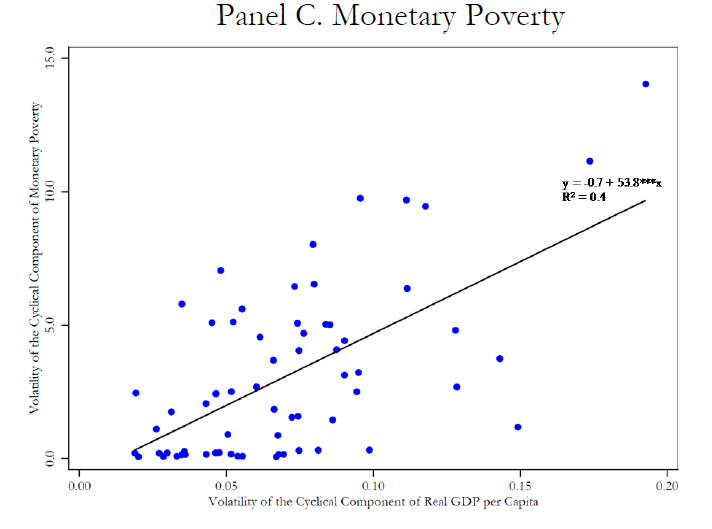 Panel C. Monetary Poverty
Volatility of the Cyclical Component of Monetary Poverty
15.0
10.0
5.0
0.0
y = -0.7 + 53.8***x
R² = 0.4
0.00 0.05 0.10 0.15 0.20
Volatility of the Cyclical Component of Real GDP per Capita